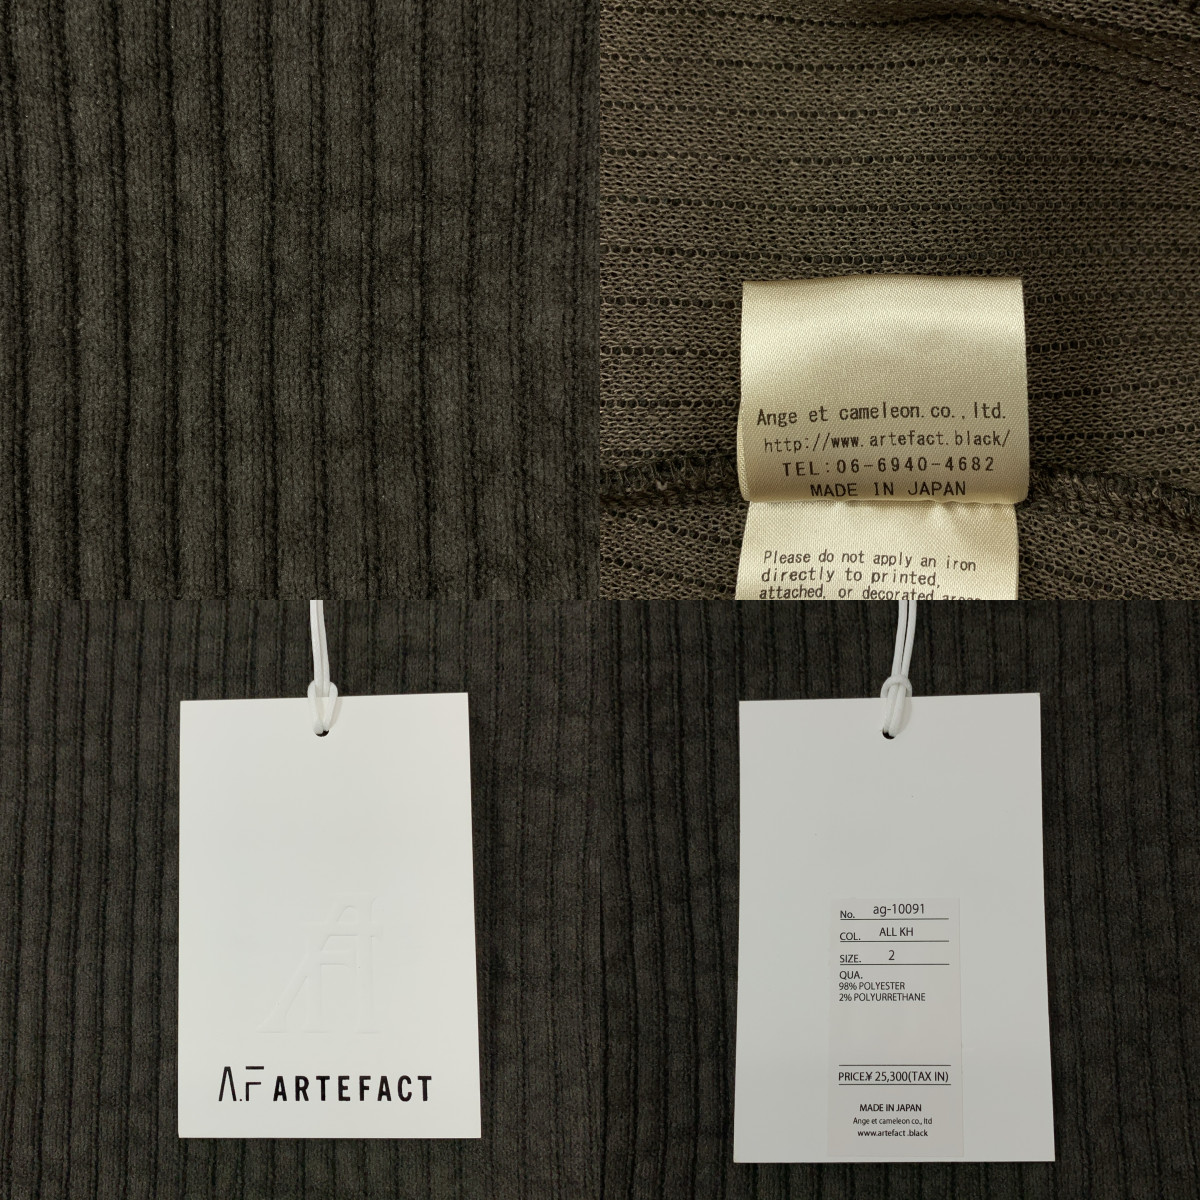 Ange et cameleon.co.,ltd.
http://www.artefact.black/
TEL:06-6940-4682
MADE IN JAPAN
Please do not apply an iron
directly to printed,
attached, or decorated areas
A.F ARTEFACT
No. ag-10091
COL. ALL KH
SIZE. 2
QUA.
98% POLYESTER
2% POLYURRETHANE
PRICE.¥ 25,300(TAX IN)
MADE IN JAPAN
Ange et cameleon co., ltd
www.artefact .black